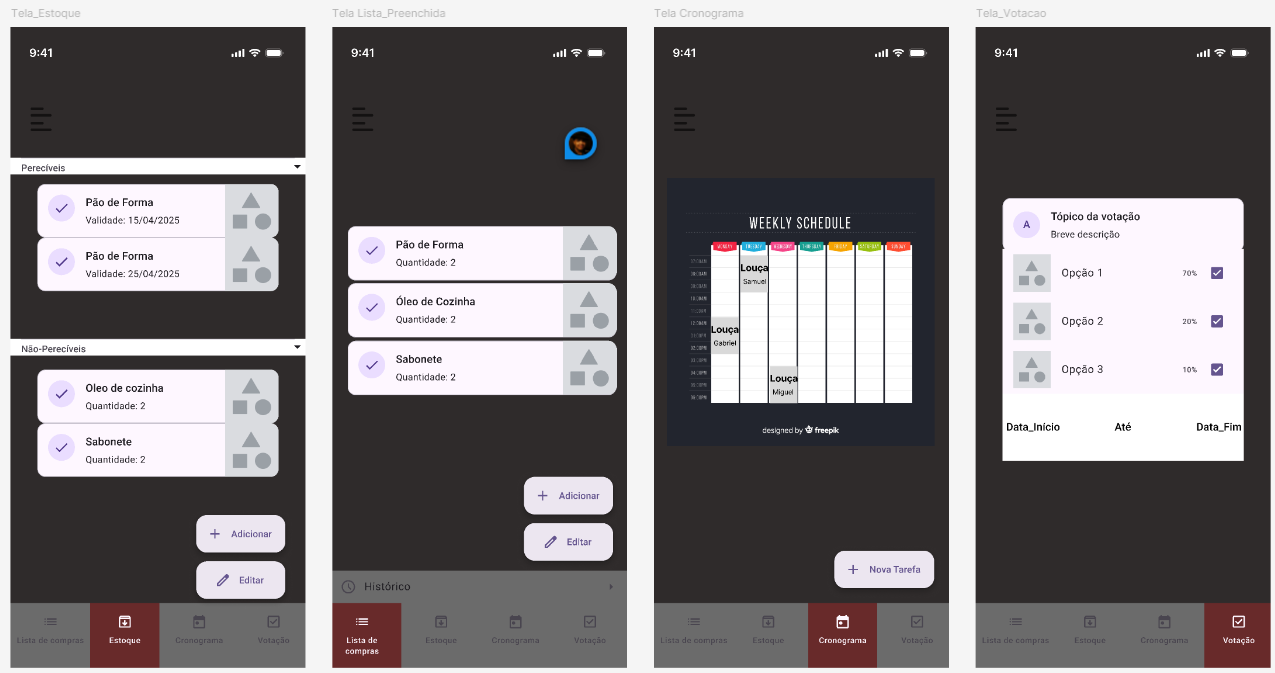 Tela_Estoque
9:41
Perecíveis
Pão de Forma
Validade: 15/04/2025
Pão de Forma
Validade: 25/04/2025
Não-Perecíveis
Oleo de cozinha
Quantidade: 2
Sabonete
Quantidade: 2
Adicionar
Editar
Lista de compras
Estoque
Cronograma
Votação
Tela Lista_Preenchida
9:41
Pão de Forma
Quantidade: 2
Óleo de Cozinha
Quantidade: 2
Sabonete
Quantidade: 2
Adicionar
Editar
Histórico
Lista de
compras
Estoque
Cronograma
Votação
Tela Cronograma
9:41
WEEKLY SCHEDULE
Louça
Samuel
Louça
Gabriel
Louça
Miguel
designed by freepik
Nova Tarefa
Lista de compras
Estoque
Cronograma
Votação
Tela_Votacao
9:41
A
Tópico da votação
Breve descrição
Opção 1
70%
Opção 2
20%
Opção 3
10%
Data_Início
Até
Data_Fim
Lista de compras
Estoque
Cronograma
Votação